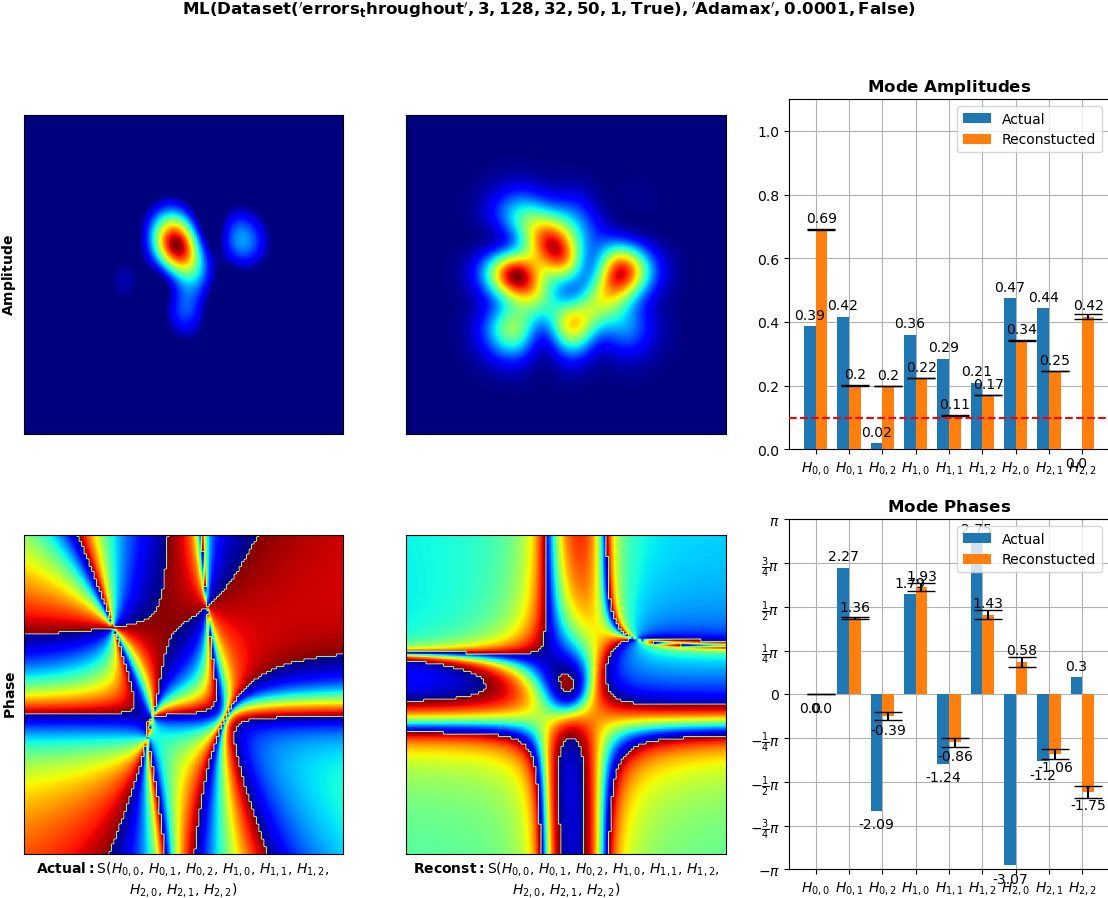 ML(Dataset('errors_throughout', 3, 128, 32, 50, 1, True), 'Adamax', 0.0001, False)
Amplitude
Mode Amplitudes
Actual
Reconstucted
1.0
0.8
0.6
0.4
0.2
0.0
0.39
0.69
0.42
0.2
0.02
0.2
0.36
0.22
0.29
0.11
0.21
0.17
0.47
0.34
0.44
0.25
0.0
0.42
H0,0 H0,1 H0,2 H1,0 H1,1 H1,2 H2,0 H2,1 H2,2
Phase
Actual: S(H0,0, H0,1, H0,2, H1,0, H1,1, H1,2,
H2,0, H2,1, H2,2)
Reconst: S(H0,0, H0,1, H0,2, H1,0, H1,1, H1,2,
H2,0, H2,1, H2,2)
Mode Phases
Actual
Reconstucted
π
3/4π
1/2π
1/4π
0
−1/4π
−1/2π
−3/4π
−π
0.0
0.0
2.27
1.36
-2.09
-0.39
1.93
-1.24
-0.86
2.75
1.43
-3.07
0.58
-1.2
-1.06
0.3
-1.75
H0,0 H0,1 H0,2 H1,0 H1,1 H1,2 H2,0 H2,1 H2,2